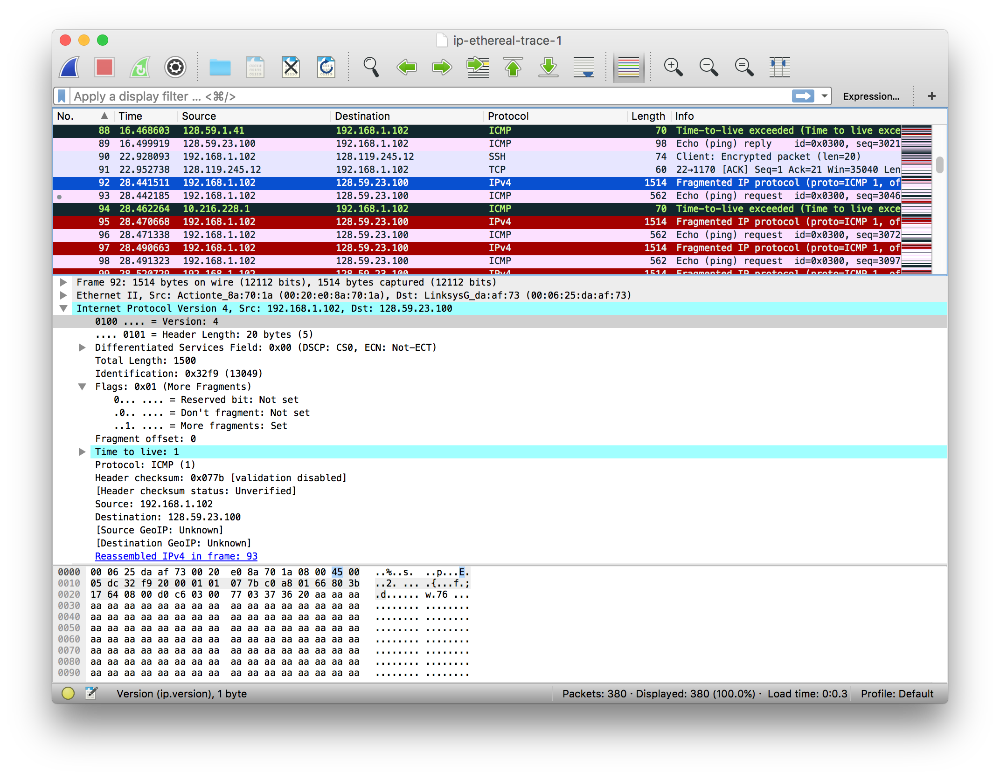 ip-ethereal-trace-1
Apply a display filter ... <⌘/>
Expression...
+
No. Time Source Destination Protocol Length Info
88 16.468603 128.59.1.41 192.168.1.102 ICMP 70 Time-to-live exceeded (Time to live exce
89 16.499919 128.59.23.100 192.168.1.102 ICMP 98 Echo (ping) reply id=0x0300, seq=3021
90 22.928093 192.168.1.102 128.119.245.12 SSH 74 Client: Encrypted packet (len=20)
91 22.952738 128.119.245.12 192.168.1.102 TCP 60 22→1170 [ACK] Seq=1 Ack=21 Win=35040 Len
92 28.441511 192.168.1.102 128.59.23.100 IPv4 1514 Fragmented IP protocol (proto=ICMP 1, of
93 28.442185 192.168.1.102 128.59.23.100 ICMP 562 Echo (ping) request id=0x0300, seq=3046
94 28.462264 10.216.228.1 192.168.1.102 ICMP 70 Time-to-live exceeded (Time to live exce
95 28.470668 192.168.1.102 128.59.23.100 IPv4 1514 Fragmented IP protocol (proto=ICMP 1, of
96 28.471338 192.168.1.102 128.59.23.100 ICMP 562 Echo (ping) request id=0x0300, seq=3072
97 28.490663 192.168.1.102 128.59.23.100 IPv4 1514 Fragmented IP protocol (proto=ICMP 1, of
98 28.491323 192.168.1.102 128.59.23.100 ICMP 562 Echo (ping) request id=0x0300, seq=3097
99 28.520729 192.168.1.102 128.59.23.100 IPv4 1514 Fragmented IP protocol (proto=ICMP 1, of
Frame 92: 1514 bytes on wire (12112 bits), 1514 bytes captured (12112 bits)
Ethernet II, Src: Actionte_8a:70:1a (00:20:e0:8a:70:1a), Dst: LinksysG_da:af:73 (00:06:25:da:af:73)
Internet Protocol Version 4, Src: 192.168.1.102, Dst: 128.59.23.100
0100 .... = Version: 4
.... 0101 = Header Length: 20 bytes (5)
Differentiated Services Field: 0x00 (DSCP: CS0, ECN: Not-ECT)
Total Length: 1500
Identification: 0x32f9 (13049)
Flags: 0x01 (More Fragments)
0... .... = Reserved bit: Not set
.0.. .... = Don't fragment: Not set
..1. .... = More fragments: Set
Fragment offset: 0
Time to live: 1
Protocol: ICMP (1)
Header checksum: 0x077b [validation disabled]
[Header checksum status: Unverified]
Source: 192.168.1.102
Destination: 128.59.23.100
[Source GeoIP: Unknown]
[Destination GeoIP: Unknown]
Reassembled IPv4 in frame: 93
0000 00 06 25 da af 73 00 20 e0 8a 70 1a 08 00 45 00 ..%..s. ..p...E.
0010 05 dc 32 f9 20 00 01 01 07 7b c0 a8 01 66 80 3b ..2. ... .{...f.;
0020 17 64 08 00 d0 c6 03 00 77 03 37 36 20 aa aa aa .d...... w.76 ...
0030 aa aa aa aa aa aa aa aa aa aa aa aa aa aa aa aa ........ ........
0040 aa aa aa aa aa aa aa aa aa aa aa aa aa aa aa aa ........ ........
0050 aa aa aa aa aa aa aa aa aa aa aa aa aa aa aa aa ........ ........
0060 aa aa aa aa aa aa aa aa aa aa aa aa aa aa aa aa ........ ........
0070 aa aa aa aa aa aa aa aa aa aa aa aa aa aa aa aa ........ ........
0080 aa aa aa aa aa aa aa aa aa aa aa aa aa aa aa aa ........ ........
0090 aa aa aa aa aa aa aa aa aa aa aa aa aa aa aa aa ........ ........
Version (ip.version), 1 byte
Packets: 380 · Displayed: 380 (100.0%) · Load time: 0:0.3
Profile: Default